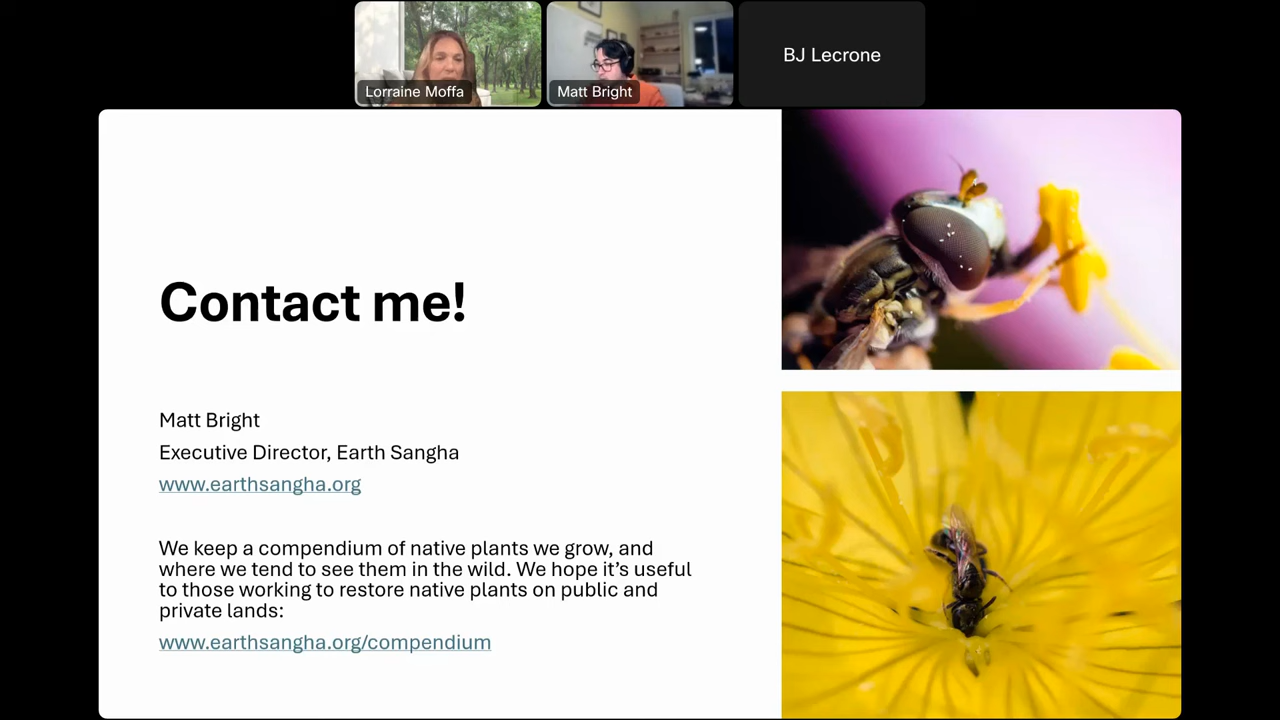 Lorraine Moffa
Matt Bright
BJ Lecrone
Contact me!
Matt Bright
Executive Director, Earth Sangha
www.earthsangha.org
We keep a compendium of native plants we grow, and
where we tend to see them in the wild. We hope it’s useful
to those working to restore native plants on public and
private lands:
www.earthsangha.org/compendium